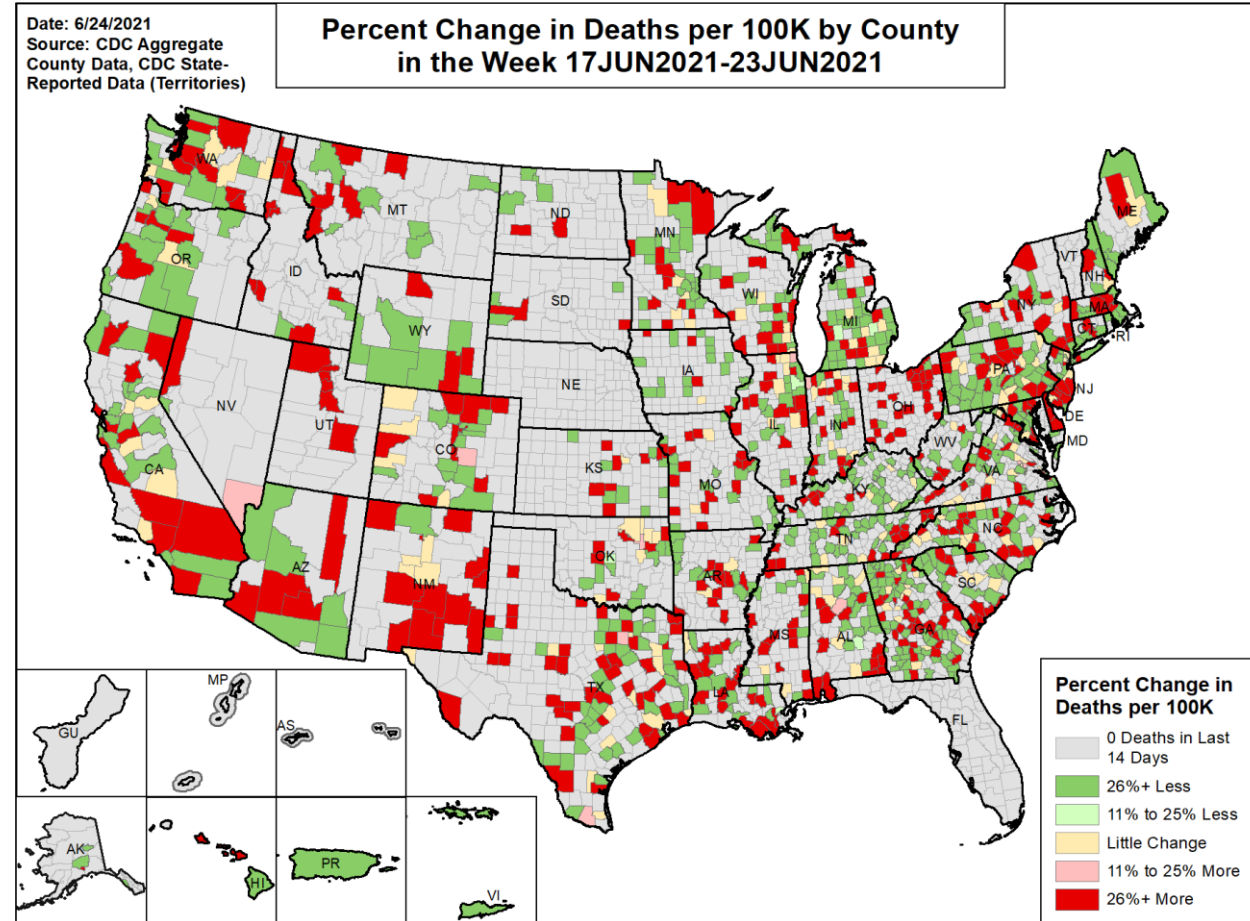 Date: 6/24/2021
Source: CDC Aggregate
County Data, CDC State-
Reported Data (Territories)
Percent Change in Deaths per 100K by County
in the Week 17JUN2021-23JUN2021
WA
MT
ND
MN
ME
OR
ID
SD
WI
MI
VT
NH
NY
MA
CT
RI
WY
NE
IA
PA
NJ
NV
UT
CO
IL
IN
OH
DE
MD
WV
VA
CA
KS
MO
KY
NC
TN
AZ
NM
OK
AR
SC
MS
AL
GA
TX
LA
FL
GU
MP
AS
AK
HI
PR
VI
Percent Change in
Deaths per 100K
0 Deaths in Last
14 Days
26%+ Less
11% to 25% Less
Little Change
11% to 25% More
26%+ More